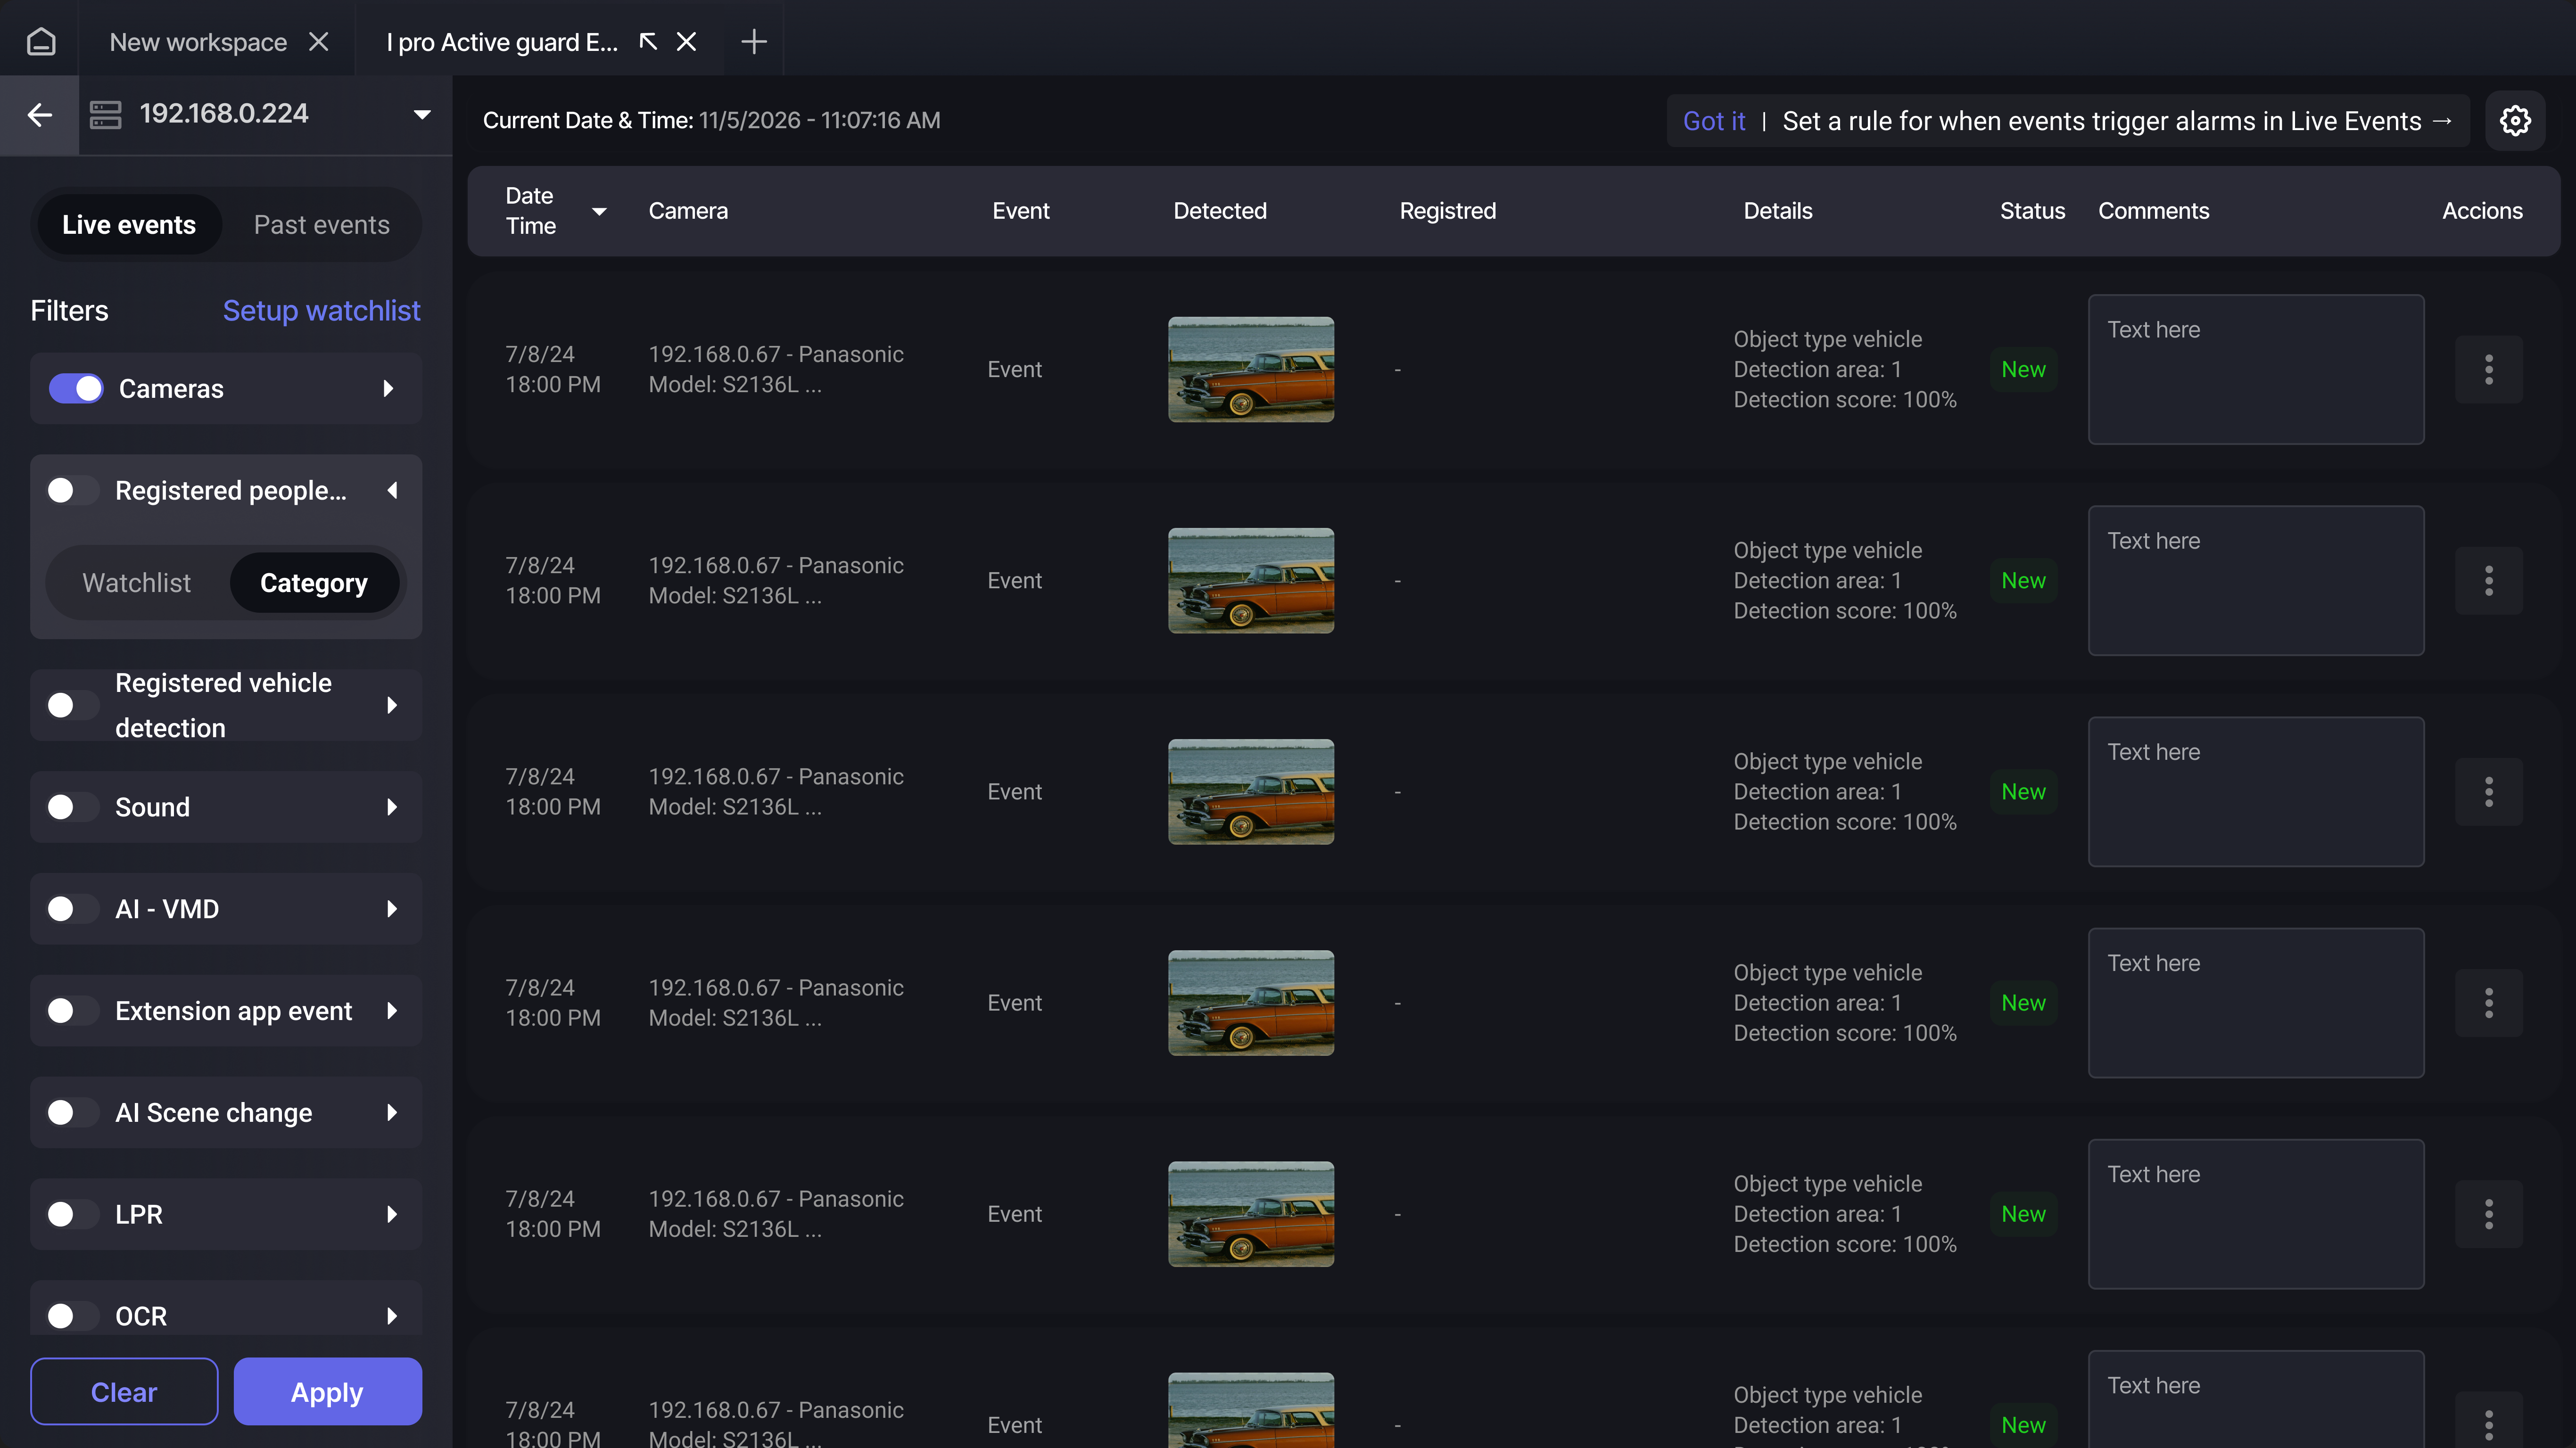 New workspace
I pro Active guard E...
192.168.0.224
Current Date & Time: 11/5/2026 - 11:07:16 AM
Got it | Set a rule for when events trigger alarms in Live Events →
Live events
Past events
Filters
Setup watchlist
Cameras
Registered people...
Watchlist
Category
Registered vehicle
detection
Sound
AI - VMD
Extension app event
AI Scene change
LPR
OCR
Clear
Apply
Date
Time
Camera
Event
Detected
Registred
Details
Status
Comments
Accions
7/8/24
18:00 PM
192.168.0.67 - Panasonic
Model: S2136L ...
Event
-
Object type vehicle
Detection area: 1
Detection score: 100%
New
Text here
7/8/24
18:00 PM
192.168.0.67 - Panasonic
Model: S2136L ...
Event
-
Object type vehicle
Detection area: 1
Detection score: 100%
New
Text here
7/8/24
18:00 PM
192.168.0.67 - Panasonic
Model: S2136L ...
Event
-
Object type vehicle
Detection area: 1
Detection score: 100%
New
Text here
7/8/24
18:00 PM
192.168.0.67 - Panasonic
Model: S2136L ...
Event
-
Object type vehicle
Detection area: 1
Detection score: 100%
New
Text here
7/8/24
18:00 PM
192.168.0.67 - Panasonic
Model: S2136L ...
Event
-
Object type vehicle
Detection area: 1
Detection score: 100%
New
Text here
7/8/24
18:00 PM
192.168.0.67 - Panasonic
Model: S2136L ...
Event
-
Object type vehicle
Detection area: 1
New
Text here